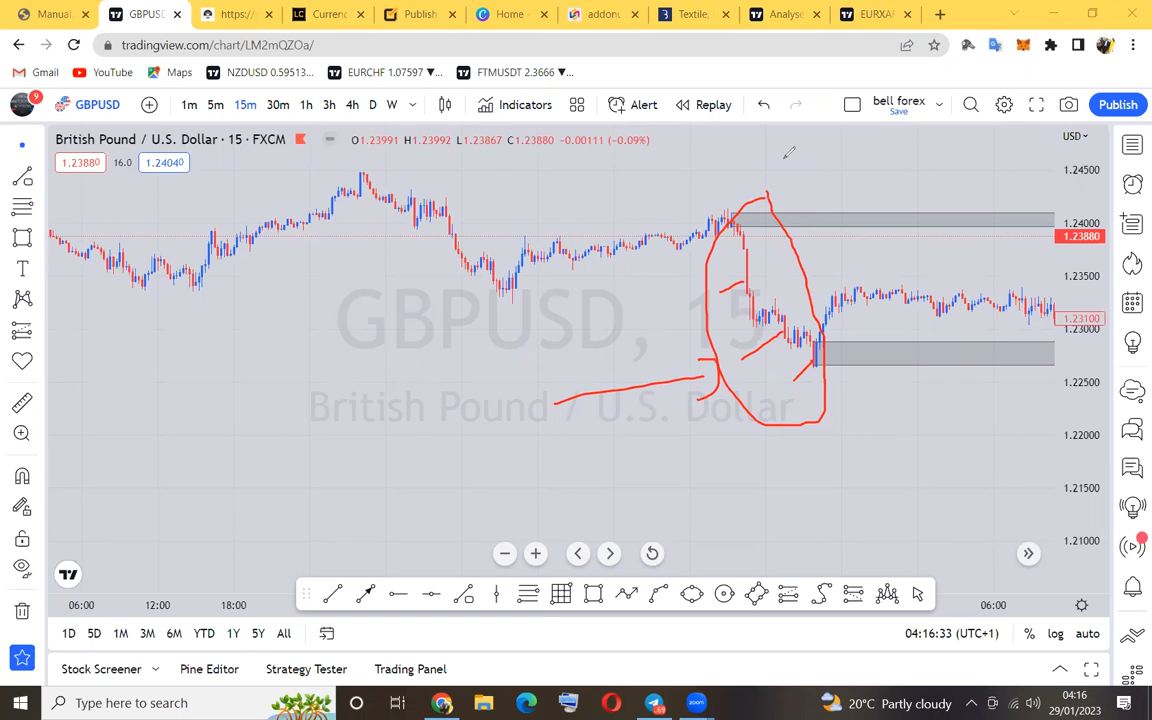 Manual.
GBPUSD
https://
Currenc
Publish
Home -
addonu
Textile,
Analyse
EURXAF
tradingview.com/chart/LM2mQZOa/
Gmail
YouTube
Maps
NZDUSD 0.59513...
EURCHF 1.07597 ▼...
FTMUSDT 2.3666 ▼...
9
GBPUSD
1m 5m 15m 30m 1h 3h 4h D W
Indicators
Alert
Replay
bell forex
Save
Publish
British Pound / U.S. Dollar · 15 · FXCM
O1.23991 H1.23992 L1.23867 C1.23880 −0.00111 (−0.09%)
USD
1.23880
16.0
1.24040
1.24500
1.24000
1.23880
1.23500
1.23100
1.23000
1.22500
1.22000
1.21500
1.21000
GBPUSD, 15
British Pound / U.S. Dollar
06:00
12:00
18:00
06:00
1D 5D 1M 3M 6M YTD 1Y 5Y All
04:16:33 (UTC+1)
% log auto
Stock Screener
Pine Editor
Strategy Tester
Trading Panel
Type here to search
20°C Partly cloudy
04:16
29/01/2023